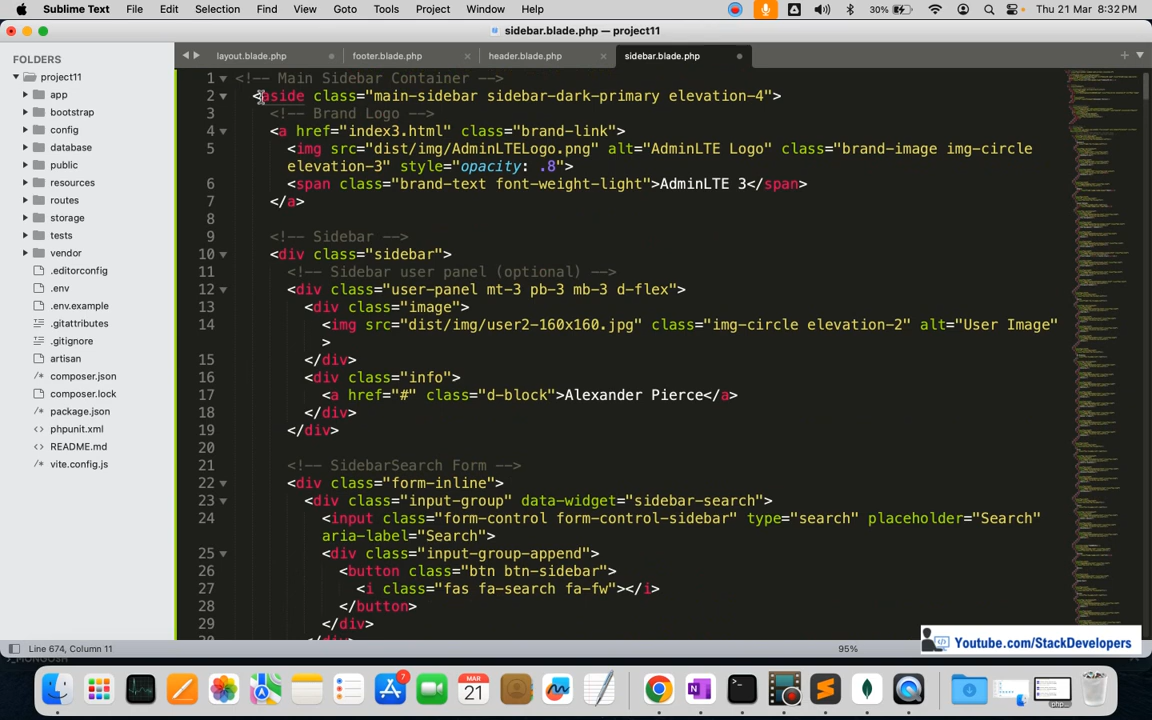 Sublime Text File Edit Selection Find View Goto Tools Project Window Help 30% Thu 21 Mar 8:32PM
sidebar.blade.php — project11
FOLDERS
project11
app
bootstrap
config
database
public
resources
routes
storage
tests
vendor
.editorconfig
.env
.env.example
.gitattributes
.gitignore
artisan
composer.json
composer.lock
package.json
phpunit.xml
README.md
vite.config.js
layout.blade.php footer.blade.php header.blade.php sidebar.blade.php
1 <!-- Main Sidebar Container -->
2 <aside class="main-sidebar sidebar-dark-primary elevation-4">
3 <!-- Brand Logo -->
4 <a href="index3.html" class="brand-link">
5 <img src="dist/img/AdminLTELogo.png" alt="AdminLTE Logo" class="brand-image img-circle
elevation-3" style="opacity: .8">
6 <span class="brand-text font-weight-light">AdminLTE 3</span>
7 </a>
8
9 <!-- Sidebar -->
10 <div class="sidebar">
11 <!-- Sidebar user panel (optional) -->
12 <div class="user-panel mt-3 pb-3 mb-3 d-flex">
13 <div class="image">
14 <img src="dist/img/user2-160x160.jpg" class="img-circle elevation-2" alt="User Image"
>
15 </div>
16 <div class="info">
17 <a href="#" class="d-block">Alexander Pierce</a>
18 </div>
19 </div>
20
21 <!-- SidebarSearch Form -->
22 <div class="form-inline">
23 <div class="input-group" data-widget="sidebar-search">
24 <input class="form-control form-control-sidebar" type="search" placeholder="Search"
aria-label="Search">
25 <div class="input-group-append">
26 <button class="btn btn-sidebar">
27 <i class="fas fa-search fa-fw"></i>
28 </button>
29 </div>
Youtube.com/StackDevelopers
Line 674, Column 11 95%
7
MAR
21